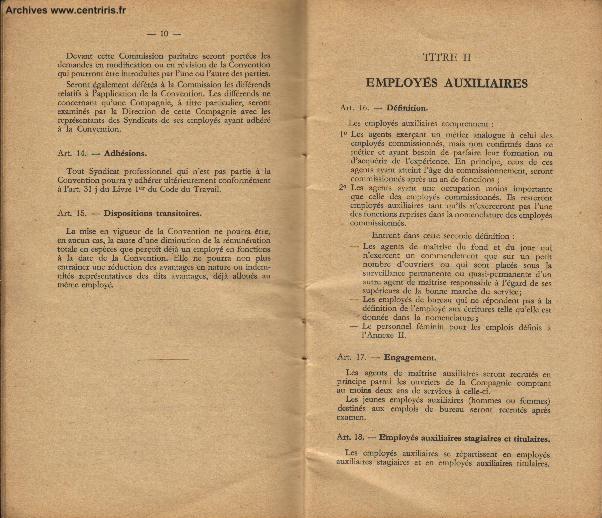 Archives www.centriris.fr
— 10 —
Devant cette Commission paritaire seront portées les
demandes en modification ou en révision de la Convention
qui pourront être introduites par l'une ou l'autre des parties.
Seront également déférés à la Commission les différends
relatifs à l'application de la Convention. Les différends ne
concernant qu'une Compagnie, à titre particulier, seront
examinés par la Direction de cette Compagnie avec les
représentants des Syndicats de ses employés ayant adhéré
à la Convention.
Art. 14. — Adhésions.
Tout Syndicat professionnel qui n'est pas partie à la
Convention pourra y adhérer ultérieurement conformément
à l'art. 31 j du Livre 1er du Code du Travail.
Art. 15. — Dispositions transitoires.
La mise en vigueur de la Convention ne pourra être,
en aucun cas, la cause d'une diminution de la rémunération
totale en espèces que perçoit déjà un employé en fonctions
à la date de la Convention. Elle ne pourra non plus
entraîner une réduction des avantages en nature ou indem-
nités représentatives des dits avantages, déjà alloués au
même employé.
TITRE II
EMPLOYÉS AUXILIAIRES
Art. 16. — Définition.
Les employés auxiliaires comprennent :
1º Les agents exerçant un métier analogue à celui des
employés commissionnés, mais non confirmés dans ce
métier et ayant besoin de parfaire leur formation ou
d'acquérir de l'expérience. En principe, ceux de ces
agents ayant atteint l'âge du commissionnement, seront
commissionnés après un an de fonctions ;
2º Les agents ayant une occupation moins importante
que celle des employés commissionnés. Ils resteront
employés auxiliaires tant qu'ils n'exerceront pas l'une
des fonctions reprises dans la nomenclature des employés
commissionnés.
Entrent dans cette seconde définition :
— Les agents de maîtrise du fond et du jour qui
n'exercent un commandement que sur un petit
nombre d'ouvriers ou qui sont placés sous la
surveillance permanente ou quasi-permanente d'un
autre agent de maîtrise responsable à l'égard de ses
supérieurs de la bonne marche du service;
— Les employés de bureau qui ne répondent pas à la
définition de l'employé aux écritures telle qu'elle est
donnée dans la nomenclature ;
— Le personnel féminin pour les emplois définis à
l'Annexe II.
Art. 17. — Engagement.
Les agents de maîtrise auxiliaires seront recrutés en
principe parmi les ouvriers de la Compagnie comptant
au moins deux ans de services à celle-ci.
Les jeunes employés auxiliaires (hommes ou femmes)
destinés aux emplois de bureau seront recrutés après
examen.
Art. 18. — Employés auxiliaires stagiaires et titulaires.
Les employés auxiliaires se répartissent en employés
auxiliaires stagiaires et en employés auxiliaires titulaires.